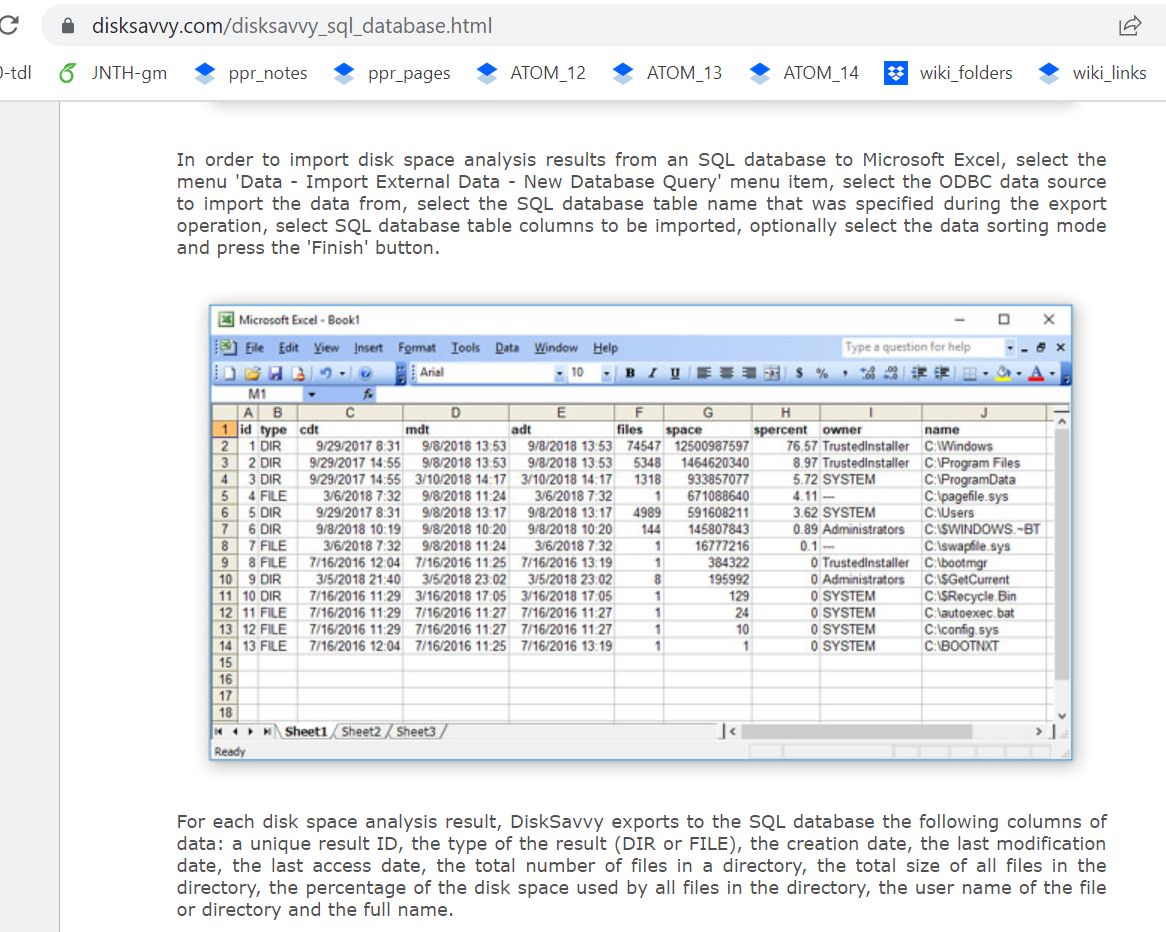 disksavvy.com/disksavvy_sql_database.html
-tdl JNTH-gm ppr_notes ppr_pages ATOM_12 ATOM_13 ATOM_14 wiki_folders wiki_links
In order to import disk space analysis results from an SQL database to Microsoft Excel, select the
menu 'Data - Import External Data - New Database Query' menu item, select the ODBC data source
to import the data from, select the SQL database table name that was specified during the export
operation, select SQL database table columns to be imported, optionally select the data sorting mode
and press the 'Finish' button.
Microsoft Excel - Book1
File Edit View Insert Format Tools Data Window Help Type a question for help
Arial 10 B I U $ % , A
M1 fx
A B C D E F G H I J
1 id type cdt mdt adt files space spercent owner name
2 1 DIR 9/29/2017 8:31 9/8/2018 13:53 9/8/2018 13:53 74547 12500987597 76.57 TrustedInstaller C:\Windows
3 2 DIR 9/29/2017 14:55 9/8/2018 13:53 9/8/2018 13:53 5348 1464620340 8.97 TrustedInstaller C:\Program Files
4 3 DIR 9/29/2017 14:55 3/10/2018 14:17 3/10/2018 14:17 1318 933857077 5.72 SYSTEM C:\ProgramData
5 4 FILE 3/6/2018 7:32 9/8/2018 11:24 3/6/2018 7:32 1 671088640 4.11 --- C:\pagefile.sys
6 5 DIR 9/29/2017 8:31 9/8/2018 13:17 9/8/2018 13:17 4989 591608211 3.62 SYSTEM C:\Users
7 6 DIR 9/8/2018 10:19 9/8/2018 10:20 9/8/2018 10:20 144 145807843 0.89 Administrators C:\$WINDOWS.~BT
8 7 FILE 3/6/2018 7:32 9/8/2018 11:24 3/6/2018 7:32 1 16777216 0.1 --- C:\swapfile.sys
9 8 FILE 7/16/2016 12:04 7/16/2016 11:25 7/16/2016 13:19 1 384322 0 TrustedInstaller C:\bootmgr
10 9 DIR 3/5/2018 21:40 3/5/2018 23:02 3/5/2018 23:02 8 195992 0 Administrators C:\$GetCurrent
11 10 DIR 7/16/2016 11:29 3/16/2018 17:05 3/16/2018 17:05 1 129 0 SYSTEM C:\$Recycle.Bin
12 11 FILE 7/16/2016 11:29 7/16/2016 11:27 7/16/2016 11:27 1 24 0 SYSTEM C:\autoexec.bat
13 12 FILE 7/16/2016 11:29 7/16/2016 11:27 7/16/2016 11:27 1 10 0 SYSTEM C:\config.sys
14 13 FILE 7/16/2016 12:04 7/16/2016 11:25 7/16/2016 13:19 1 1 0 SYSTEM C:\BOOTNXT
15
16
17
18
Sheet1 Sheet2 Sheet3
Ready
For each disk space analysis result, DiskSavvy exports to the SQL database the following columns of
data: a unique result ID, the type of the result (DIR or FILE), the creation date, the last modification
date, the last access date, the total number of files in a directory, the total size of all files in the
directory, the percentage of the disk space used by all files in the directory, the user name of the file
or directory and the full name.